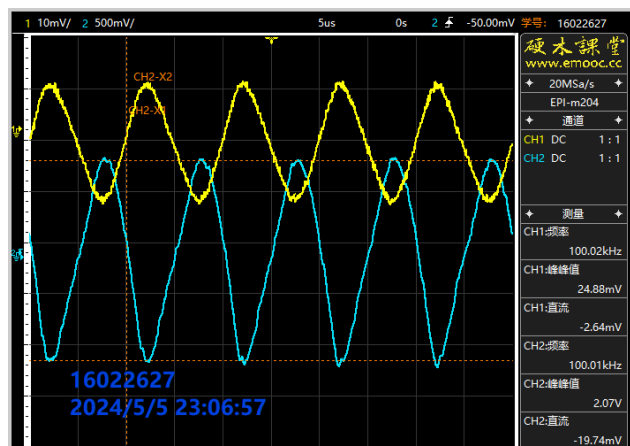 1 10mV/ 2 500mV/ 5us 0s 2 -50.00mV 学号: 16022627
硬木課堂
www.emooc.cc
20MSa/s
EPI-m204
通道
CH1 DC 1:1
CH2 DC 1:1
测量
CH1:频率
100.02kHz
CH1:峰峰值
24.88mV
CH1:直流
-2.64mV
CH2:频率
100.01kHz
CH2:峰峰值
2.07V
CH2:直流
-19.74mV
CH2-X2
CH2-X1
16022627
2024/5/5 23:06:57